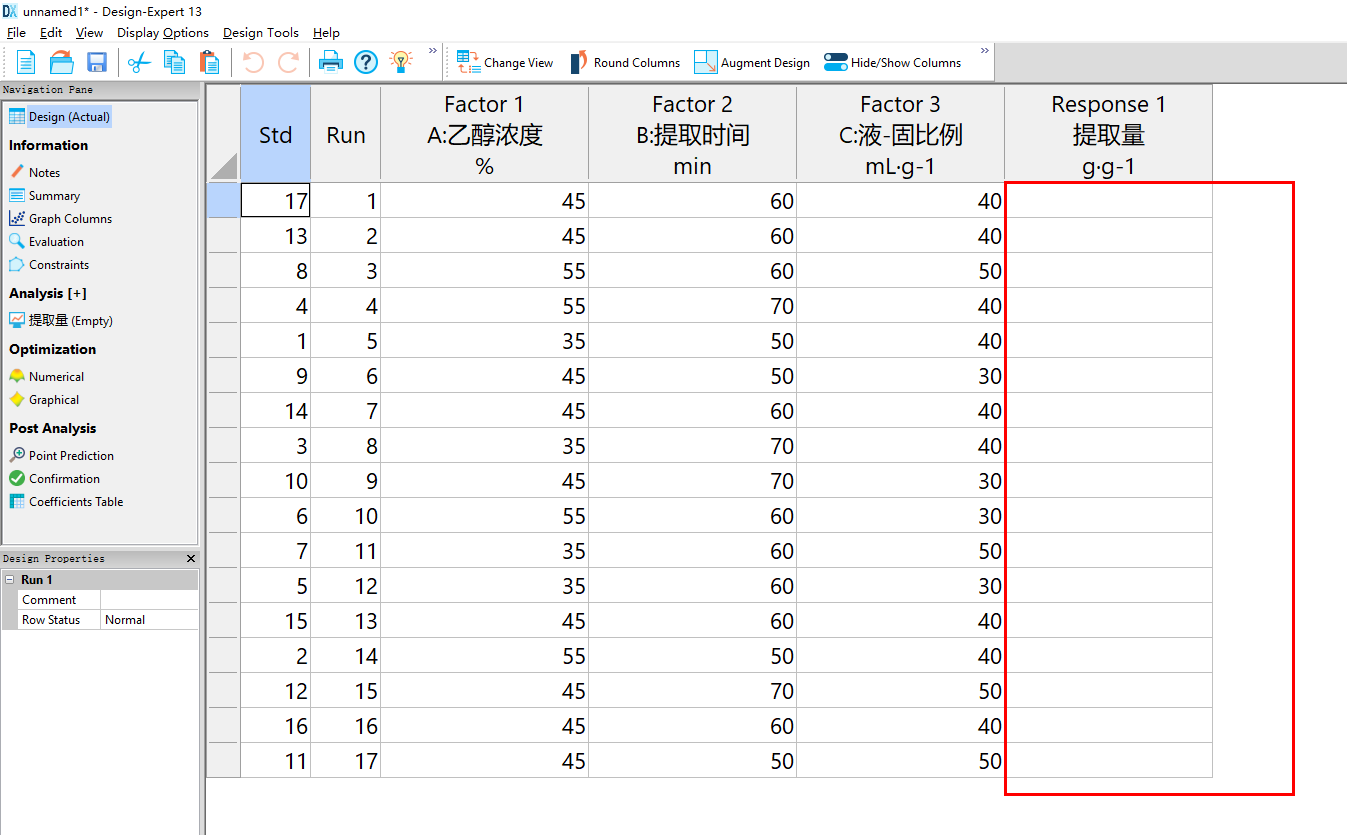 unnamed1* - Design-Expert 13
File Edit View Display Options Design Tools Help
Change View Round Columns Augment Design Hide/Show Columns
Navigation Pane
Design (Actual)
Information
Notes
Summary
Graph Columns
Evaluation
Constraints
Analysis [+]
提取量 (Empty)
Optimization
Numerical
Graphical
Post Analysis
Point Prediction
Confirmation
Coefficients Table
Design Properties
Run 1
Comment
Row Status Normal
Factor 1 Factor 2 Factor 3 Response 1
Std Run A:乙醇浓度 B:提取时间 C:液-固比例 提取量
% min mL·g-1 g·g-1
17 1 45 60 40
13 2 45 60 40
8 3 55 60 50
4 4 55 70 40
1 5 35 50 40
9 6 45 50 30
14 7 45 60 40
3 8 35 70 40
10 9 45 70 30
6 10 55 60 30
7 11 35 60 50
5 12 35 60 30
15 13 45 60 40
2 14 55 50 40
12 15 45 70 50
16 16 45 60 40
11 17 45 50 50